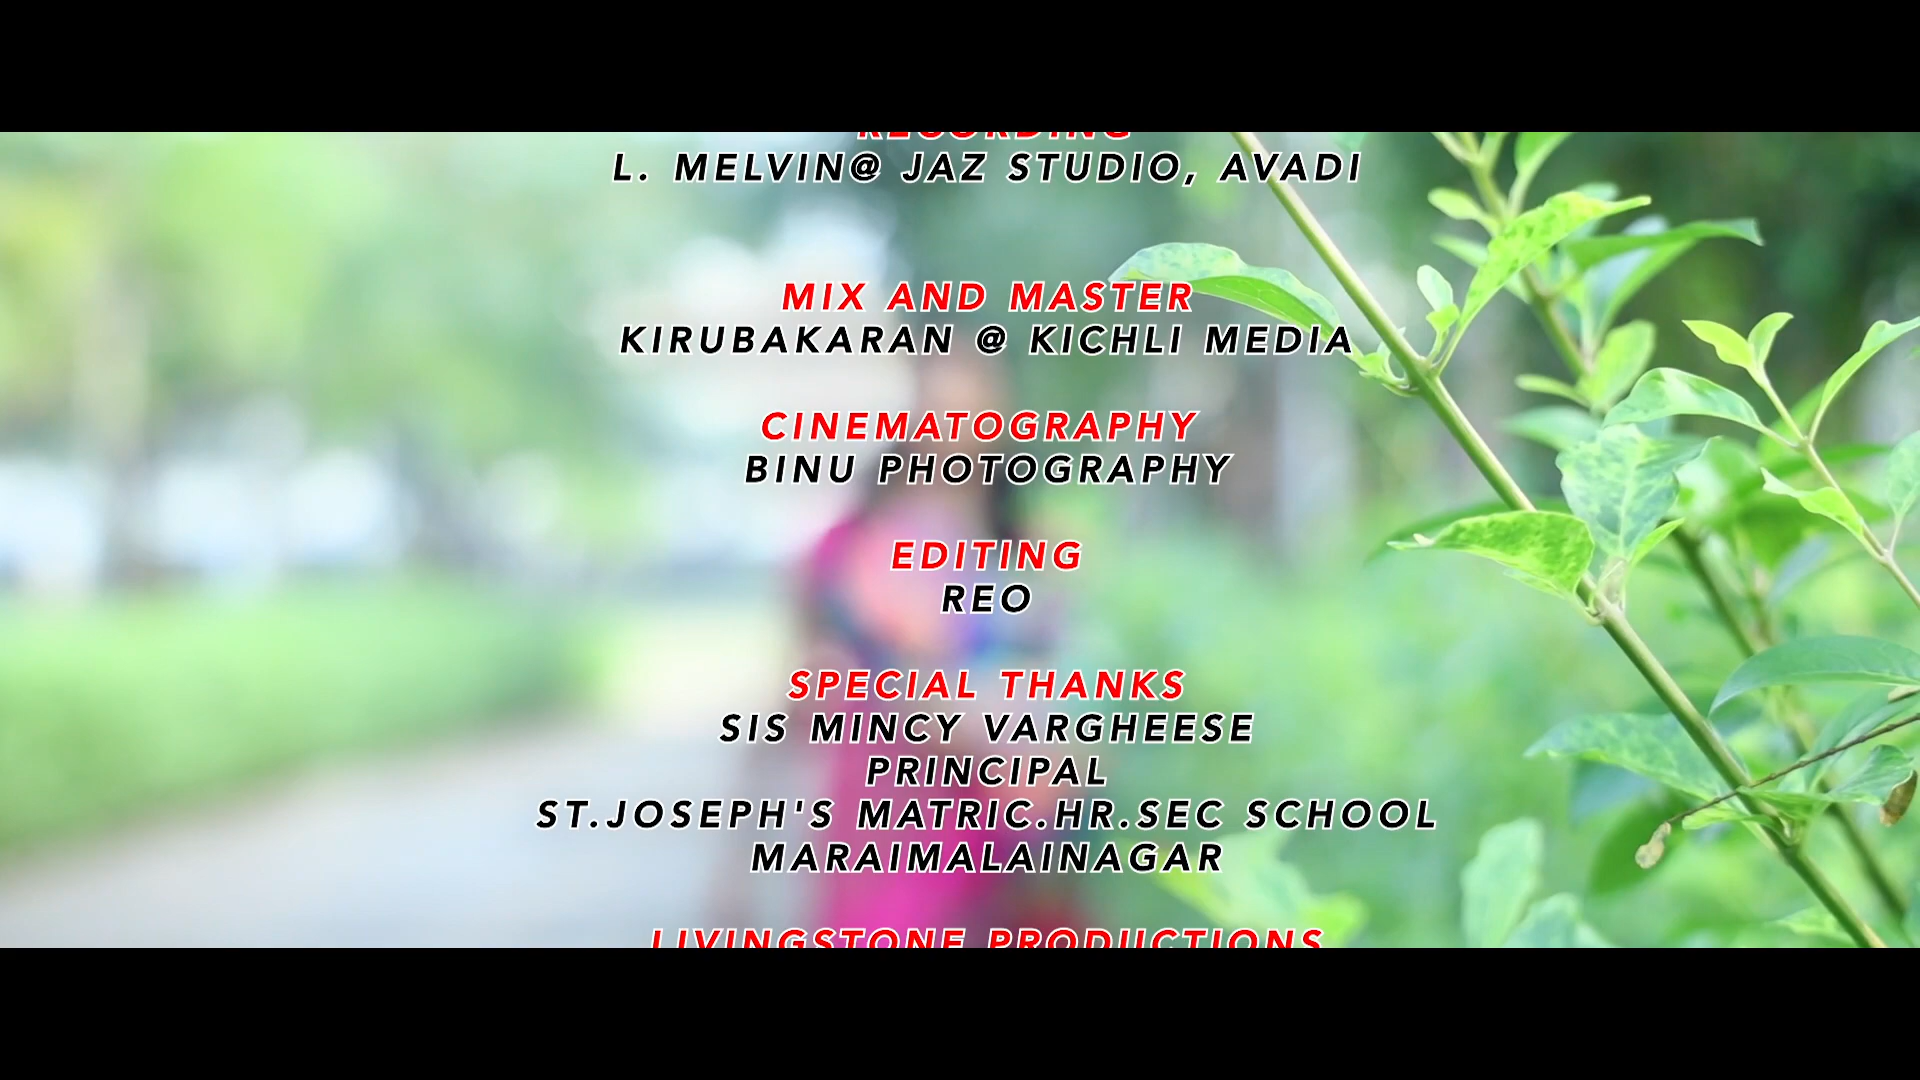 RECORDING
L. MELVIN@ JAZ STUDIO, AVADI
MIX AND MASTER
KIRUBAKARAN @ KICHLI MEDIA
CINEMATOGRAPHY
BINU PHOTOGRAPHY
EDITING
REO
SPECIAL THANKS
SIS MINCY VARGHEESE
PRINCIPAL
ST.JOSEPH'S MATRIC.HR.SEC SCHOOL
MARAIMALAINAGAR
LIVINGSTONE PRODUCTIONS